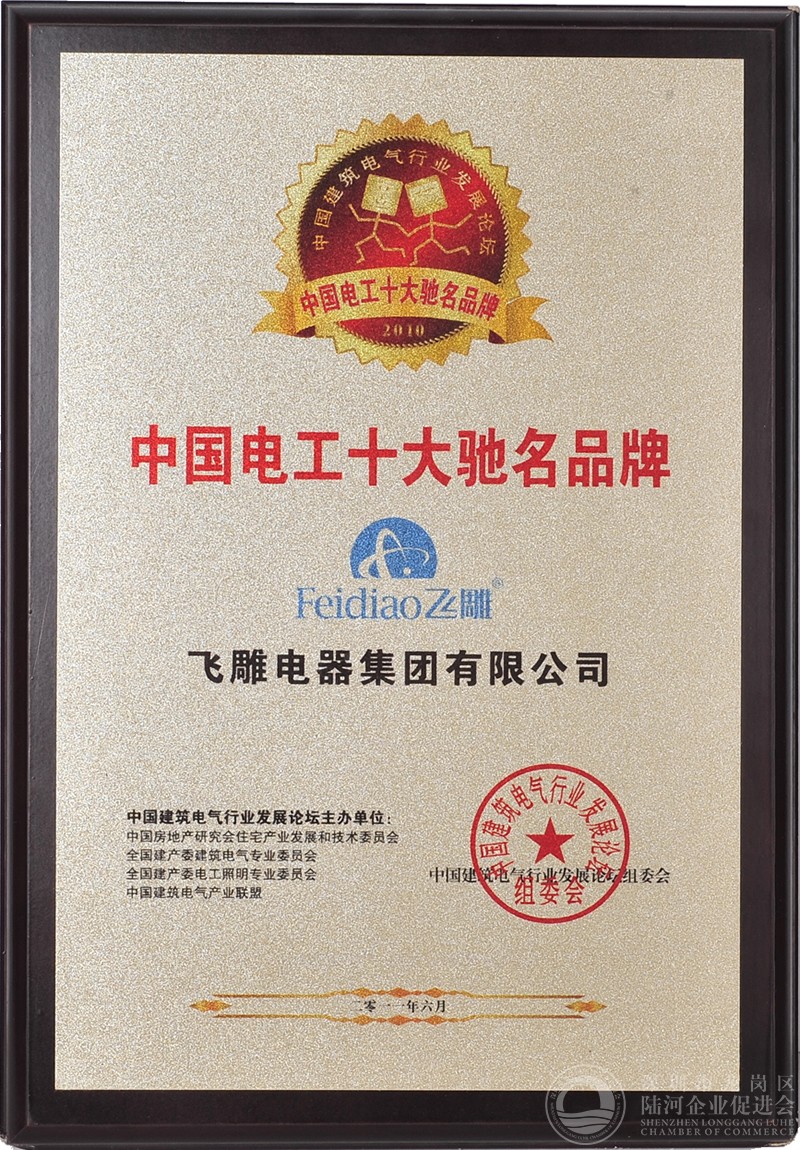 中国建筑电气行业发展论坛
中国电工十大驰名品牌
2010
中国电工十大驰名品牌
Feidiao飞雕®
飞雕电器集团有限公司
中国建筑电气行业发展论坛主办单位：
中国房地产研究会住宅产业发展和技术委员会
全国建产委建筑电气专业委员会
全国建产委电工照明专业委员会
中国建筑电气产业联盟
中国建筑电气行业发展论坛
组委会
中国建筑电气行业发展论坛组委会
二零一一年六月
深圳市龙岗区
陆河企业促进会
SHENZHEN LONGGANG LUHE
CHAMBER OF COMMERCE